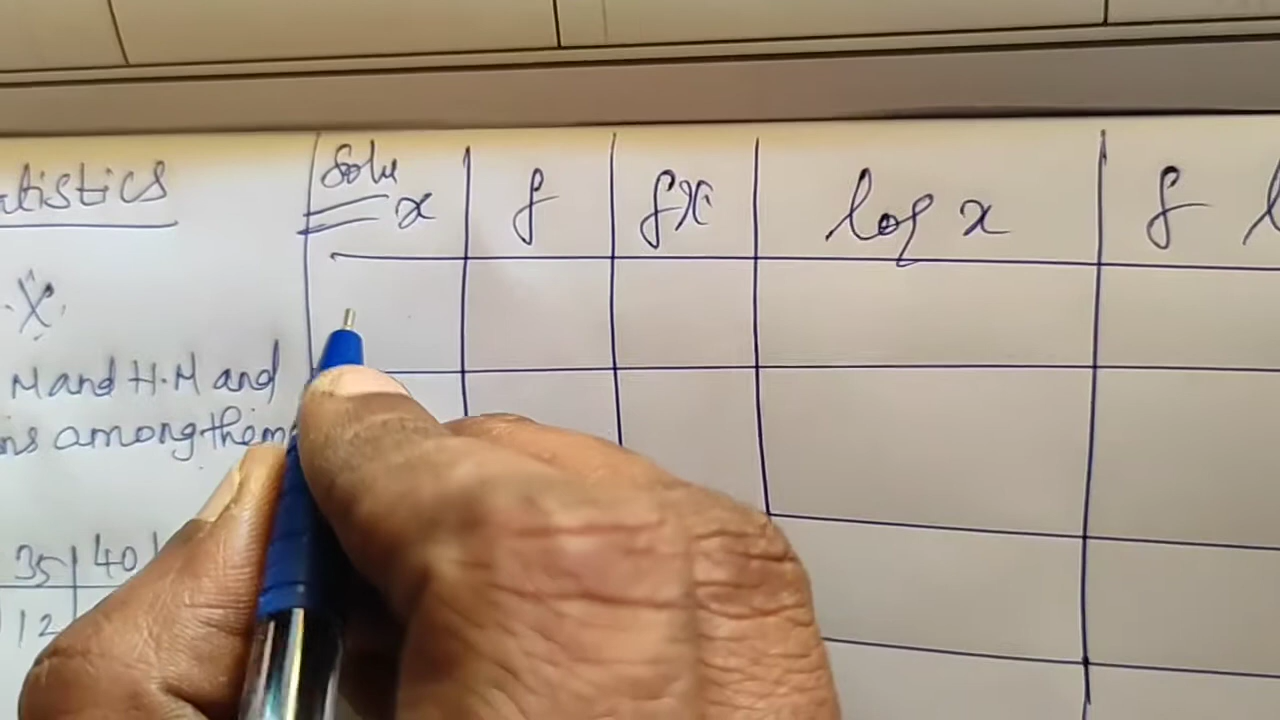 atistics
X
M and H.M and
ns among them
35 | 40 |
12
Solu
x | f | fx | log x | f l